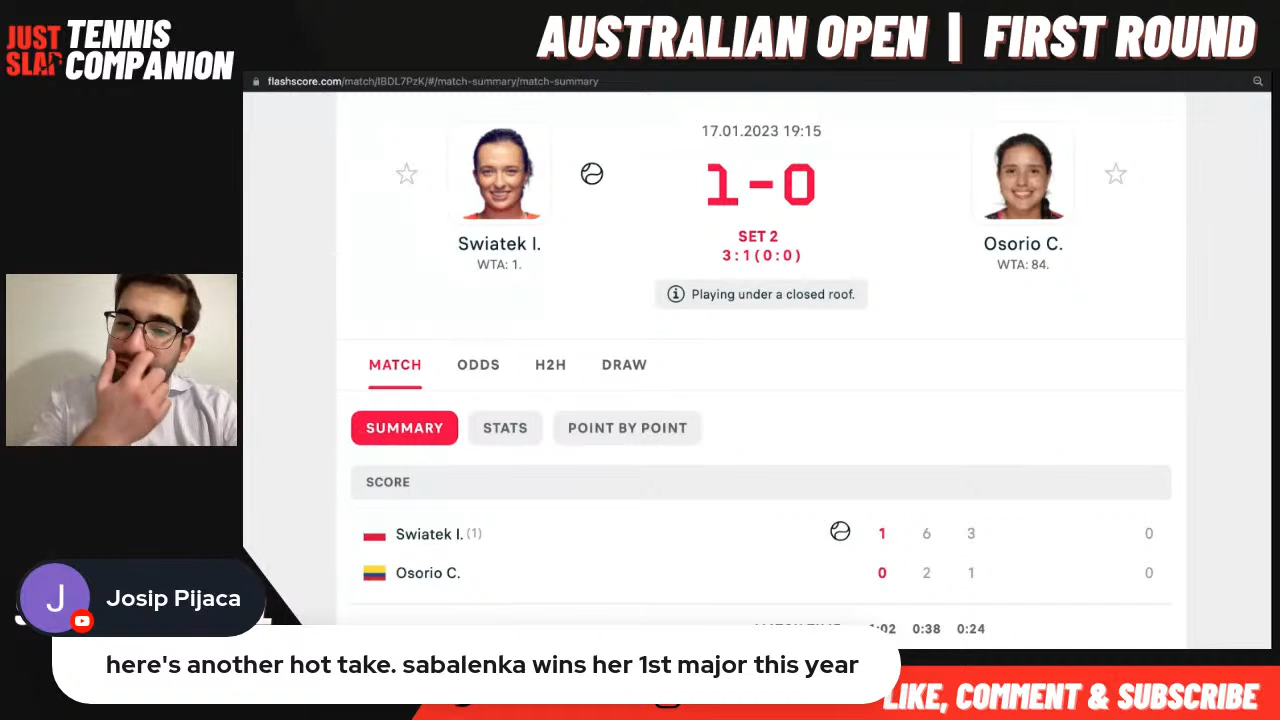 JUST TENNIS
SLAP COMPANION
AUSTRALIAN OPEN | FIRST ROUND
flashscore.com/match/IBDL7PzK/#/match-summary/match-summary
17.01.2023 19:15
1-0
Swiatek I.
WTA: 1.
SET 2
3 : 1 ( 0 : 0 )
Osorio C.
WTA: 84.
Playing under a closed roof.
MATCH ODDS H2H DRAW
SUMMARY STATS POINT BY POINT
SCORE
Swiatek I. (1) 1 6 3 0
Osorio C. 0 2 1 0
:02 0:38 0:24
J Josip Pijaca
here's another hot take. sabalenka wins her 1st major this year
LIKE, COMMENT & SUBSCRIBE